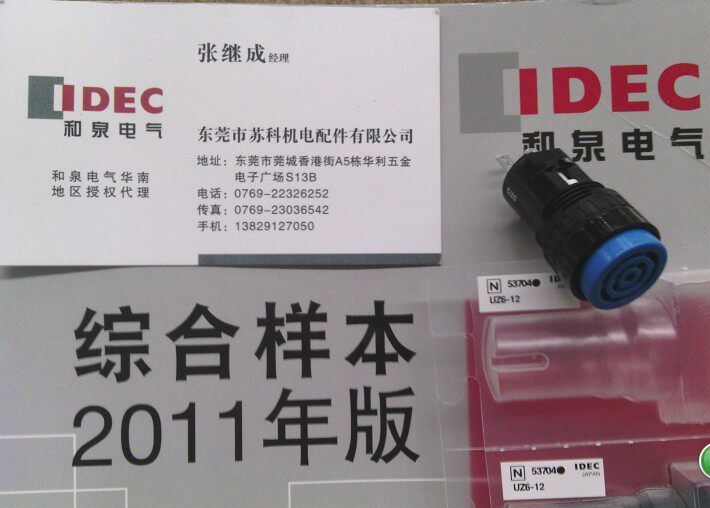 张继成 经理
IDEC
和泉电气
和泉电气华南
地区授权代理
东莞市苏科机电配件有限公司
地址：东莞市莞城香港街A5栋华利五金
电子广场S13B
电话：0769-22326252
传真：0769-23036542
手机：13829127050
IDEC
和泉电气
综合样本
2011年版
L
N 53704● ID
UZ6-12
N 53704● IDEC
JAPAN
UZ6-12